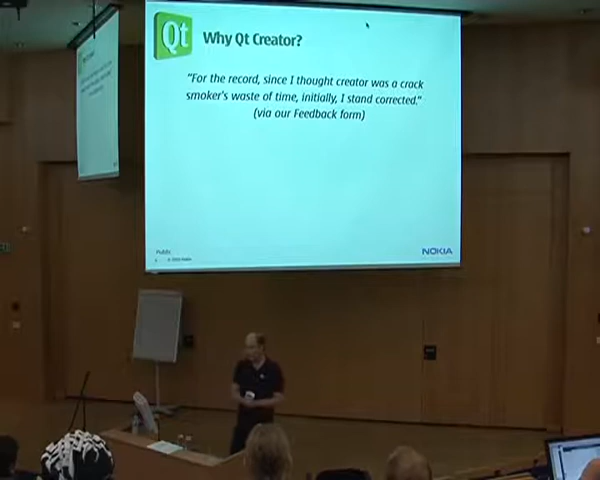 Qt
Why Qt Creator?
"For the record, since I thought creator was a crack
smoker's waste of time, initially, I stand corrected."
(via our Feedback form)
Public
NOKIA